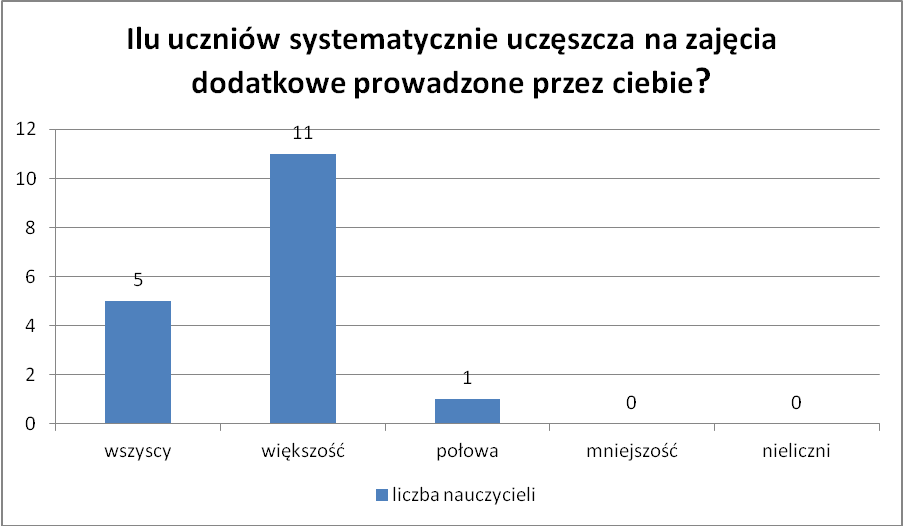 Ilu uczniów systematycznie uczęszcza na zajęcia
dodatkowe prowadzone przez ciebie?
12
10
8
6
4
2
0
5
11
1
0
0
wszyscy
większość
połowa
mniejszość
nieliczni
liczba nauczycieli